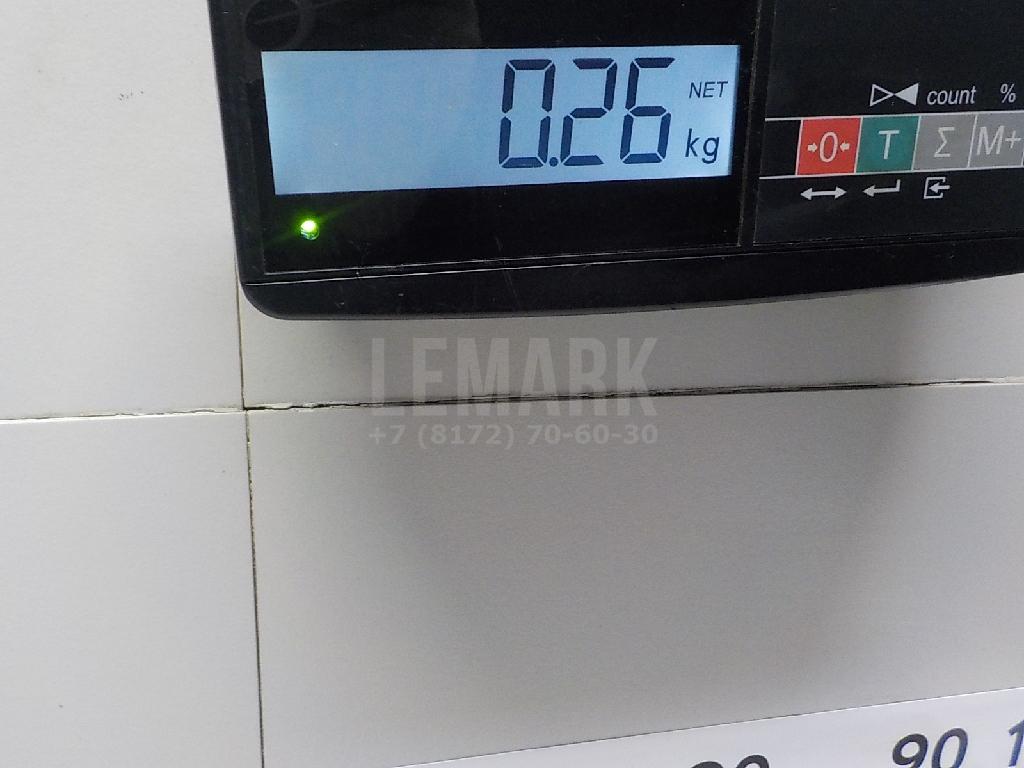 0.26 NET kg
count %
0 T Σ M+
LEMARK
+7 (8172) 70-60-30
90